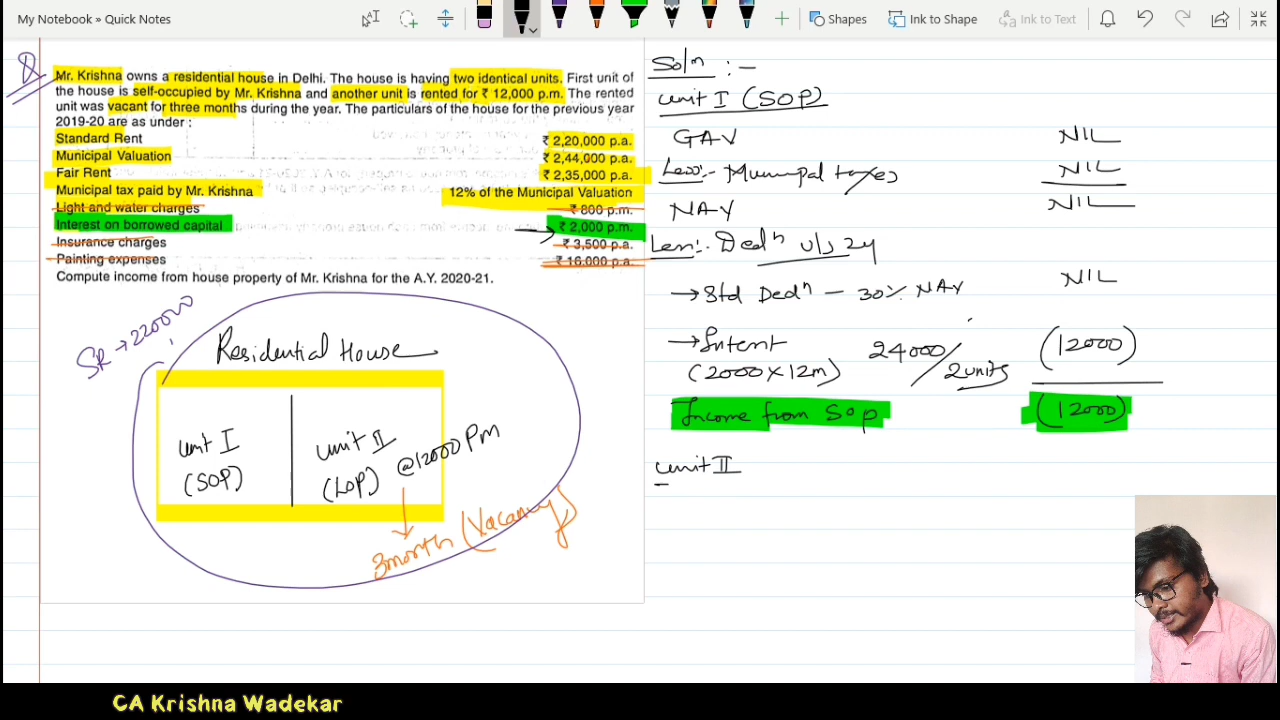 My Notebook » Quick Notes
Shapes
Ink to Shape
Ink to Text
Q
Mr. Krishna owns a residential house in Delhi. The house is having two identical units. First unit of
the house is self-occupied by Mr. Krishna and another unit is rented for ₹ 12,000 p.m. The rented
unit was vacant for three months during the year. The particulars of the house for the previous year
2019-20 are as under :
Standard Rent ₹ 2,20,000 p.a.
Municipal Valuation ₹ 2,44,000 p.a.
Fair Rent ₹ 2,35,000 p.a.
Municipal tax paid by Mr. Krishna 12% of the Municipal Valuation
Light and water charges ₹ 800 p.m.
Interest on borrowed capital ₹ 2,000 p.m.
Insurance charges ₹ 3,500 p.a.
Painting expenses ₹ 16,000 p.a.
Compute income from house property of Mr. Krishna for the A.Y. 2020-21.
SR → 220000
Residential House
unit I
(SOP)
unit II
(LOP) @12000 Pm
3month (Vacancy)
Soln :-
unit I (SOP)
GAV NIL
Less:- Municipal taxes NIL
NAV NIL
Less:- Dedn u/s 24
→ Std Dedn - 30% NAV NIL
→ Interest 24000/2units (12000)
(2000 x 12m)
Income from SOP (12000)
unit II
CA Krishna Wadekar